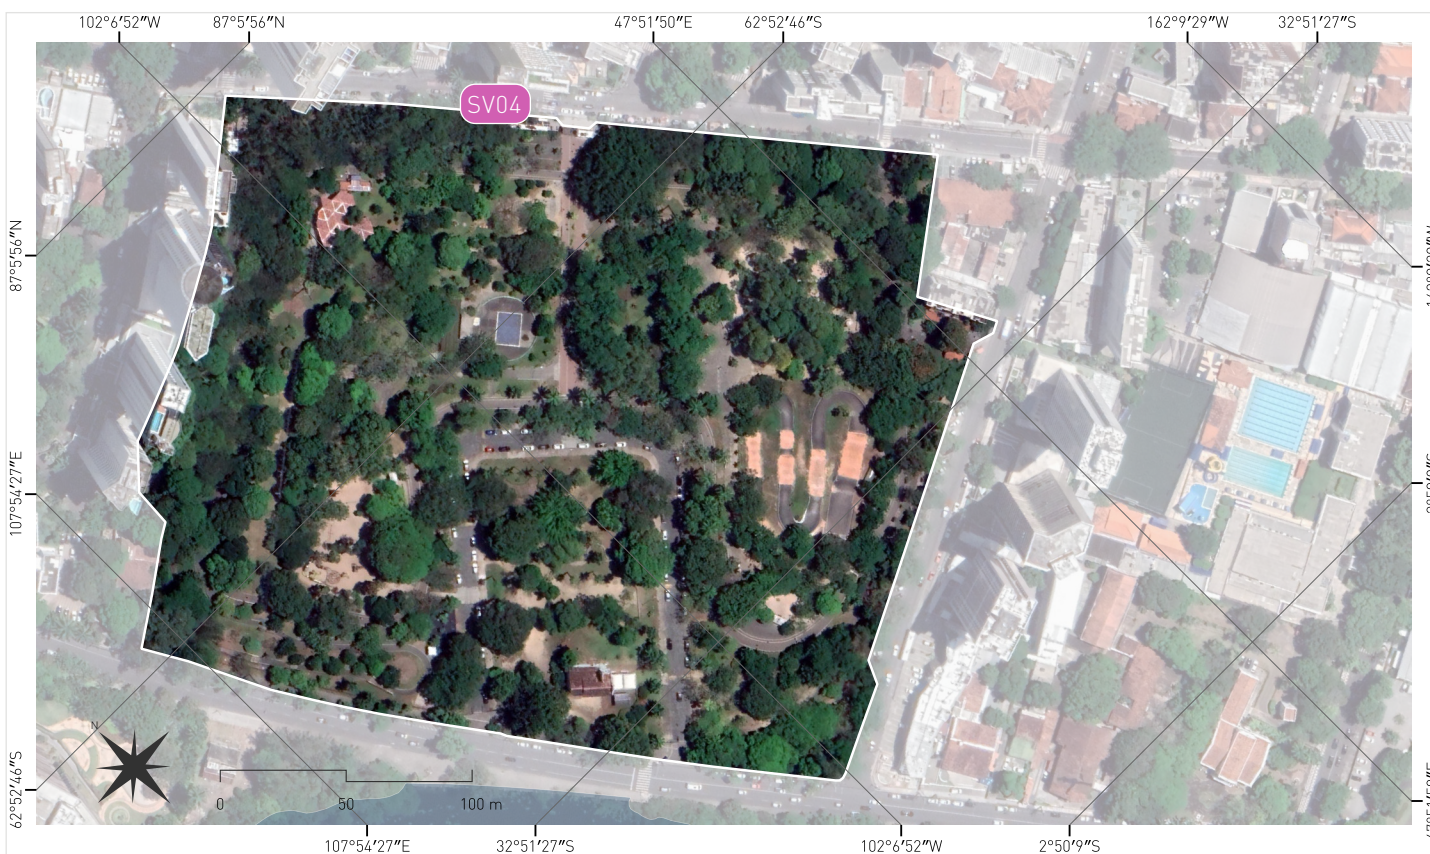 102°6′52″W 87°5′56″N 47°51′50″E 62°52′46″S 162°9′29″W 32°51′27″S
SV04
87°5′56″N
107°54′27″E
62°52′46″S
N
0 50 100 m
107°54′27″E 32°51′27″S 102°6′52″W 2°50′9″S